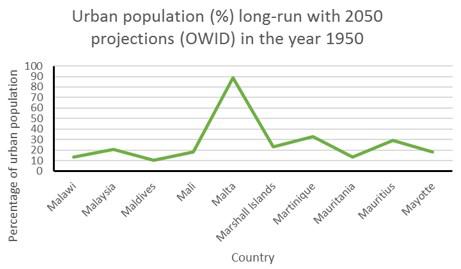 Urban population (%) long-run with 2050
projections (OWID) in the year 1950
Percentage of urban population
100
90
80
70
60
50
40
30
20
10
0
Malawi
Malaysia
Maldives
Mali
Malta
Marshall Islands
Martinique
Mauritania
Mauritius
Mayotte
Country